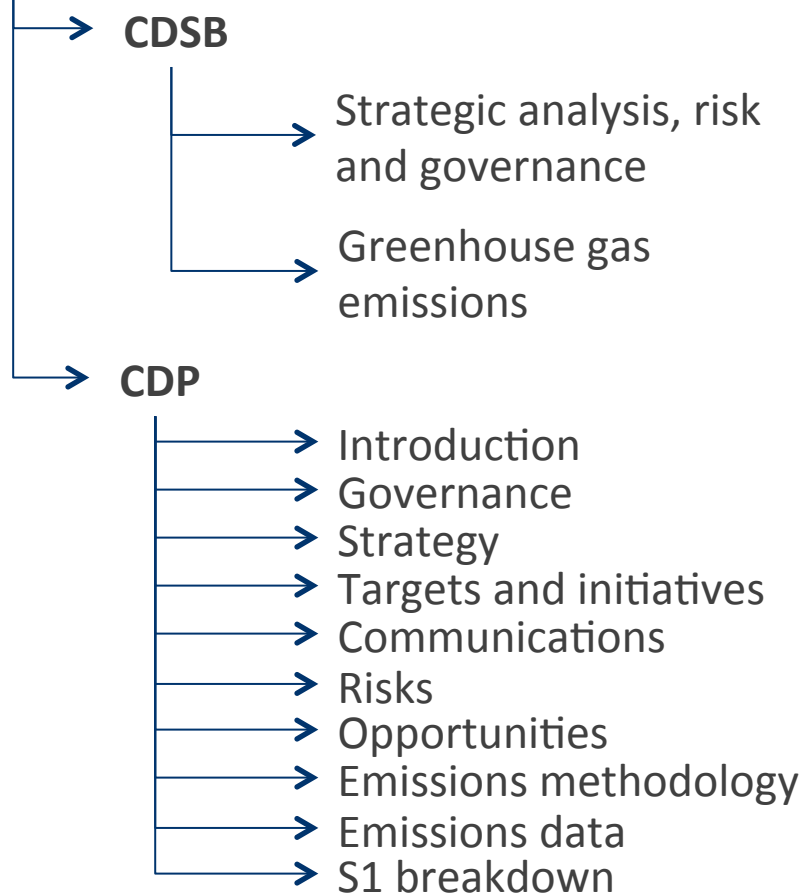 CDSB
Strategic analysis, risk
and governance
Greenhouse gas
emissions
CDP
Introduction
Governance
Strategy
Targets and initiatives
Communications
Risks
Opportunities
Emissions methodology
Emissions data
S1 breakdown